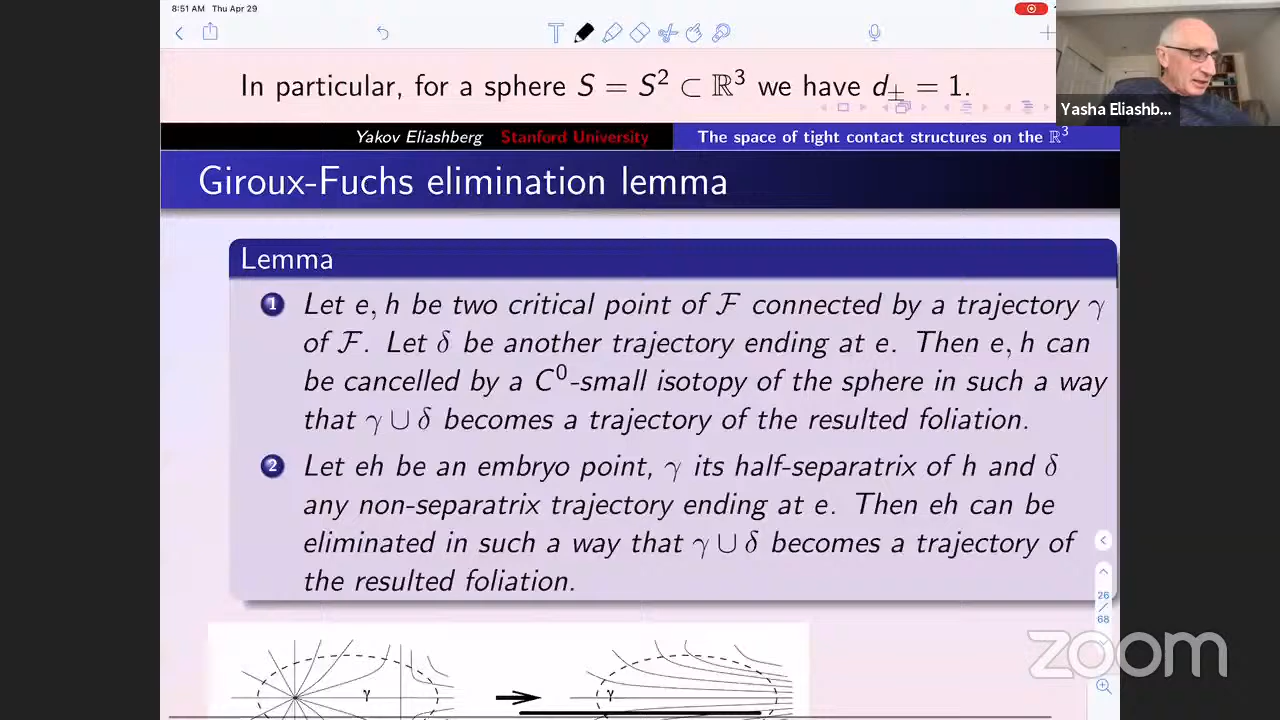 8:51 AM Thu Apr 29
In particular, for a sphere S = S² ⊂ ℝ³ we have d± = 1.
Yasha Eliashb...
Yakov Eliashberg Stanford University The space of tight contact structures on the ℝ³
Giroux-Fuchs elimination lemma
Lemma
1 Let e, h be two critical point of ℱ connected by a trajectory γ
of ℱ. Let δ be another trajectory ending at e. Then e, h can
be cancelled by a C⁰-small isotopy of the sphere in such a way
that γ ∪ δ becomes a trajectory of the resulted foliation.
2 Let eh be an embryo point, γ its half-separatrix of h and δ
any non-separatrix trajectory ending at e. Then eh can be
eliminated in such a way that γ ∪ δ becomes a trajectory of
the resulted foliation.
26
/
68
zoom
γ γ